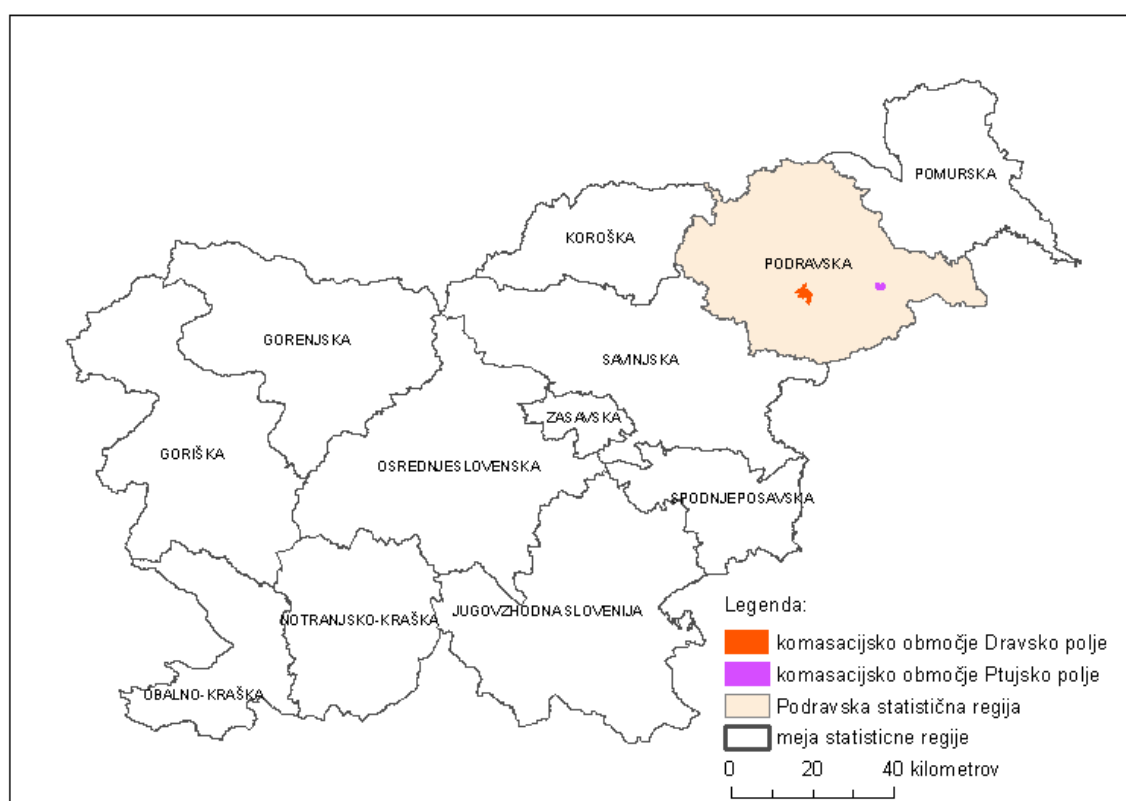 POMURSKA
KOROŠKA
PODRAVSKA
GORENJSKA
SAVINJSKA
ZASAVSKA
GORIŠKA
OSREDNJESLOVENSKA
SPODNJEPOSAVSKA
JUGOVZHODNA SLOVENIJA
NOTRANJSKO-KRAŠKA
OBALNO-KRAŠKA
Legenda:
komasacijsko območje Dravsko polje
komasacijsko območje Ptujsko polje
Podravska statistična regija
meja statisticne regije
0 20 40 kilometrov